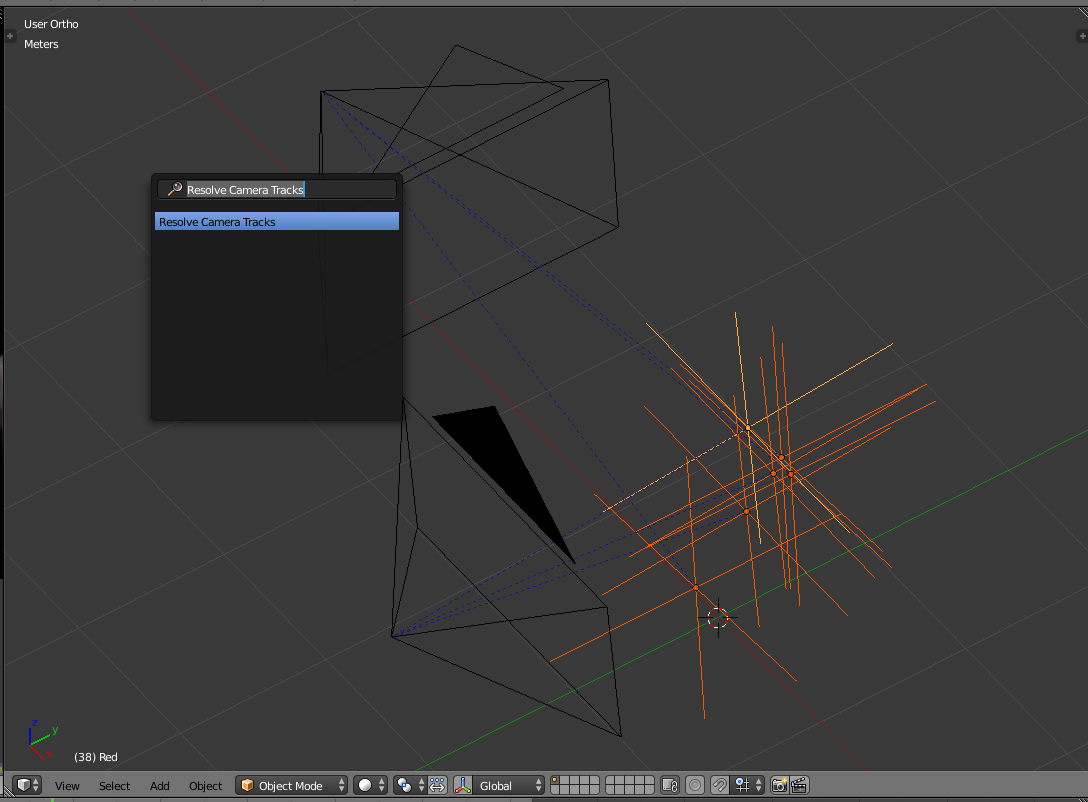 User Ortho
Meters
Resolve Camera Tracks
Resolve Camera Tracks
z
y
x
(38) Red
View Select Add Object Object Mode Global